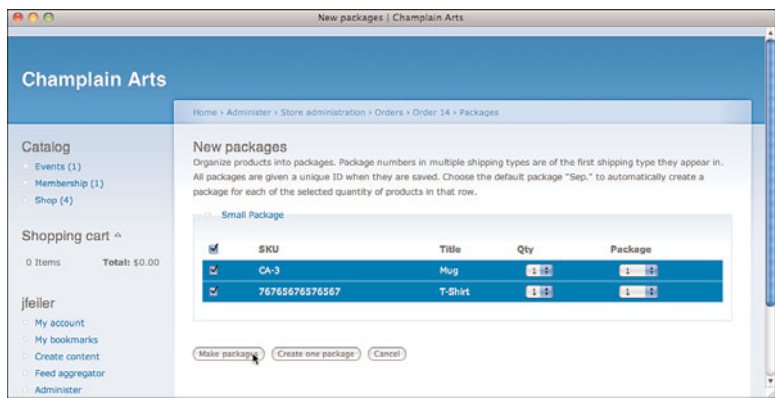 New packages | Champlain Arts
Champlain Arts
Home › Administer › Store administration › Orders › Order 14 › Packages
Catalog
Events (1)
Membership (1)
Shop (4)
Shopping cart
0 Items Total: $0.00
jfeiler
My account
My bookmarks
Create content
Feed aggregator
Administer
New packages
Organize products into packages. Package numbers in multiple shipping types are of the first shipping type they appear in.
All packages are given a unique ID when they are saved. Choose the default package "Sep." to automatically create a
package for each of the selected quantity of products in that row.
Small Package
SKU Title Qty Package
CA-3 Mug 1 1
76765676576567 T-Shirt 1 1
Make packages Create one package Cancel